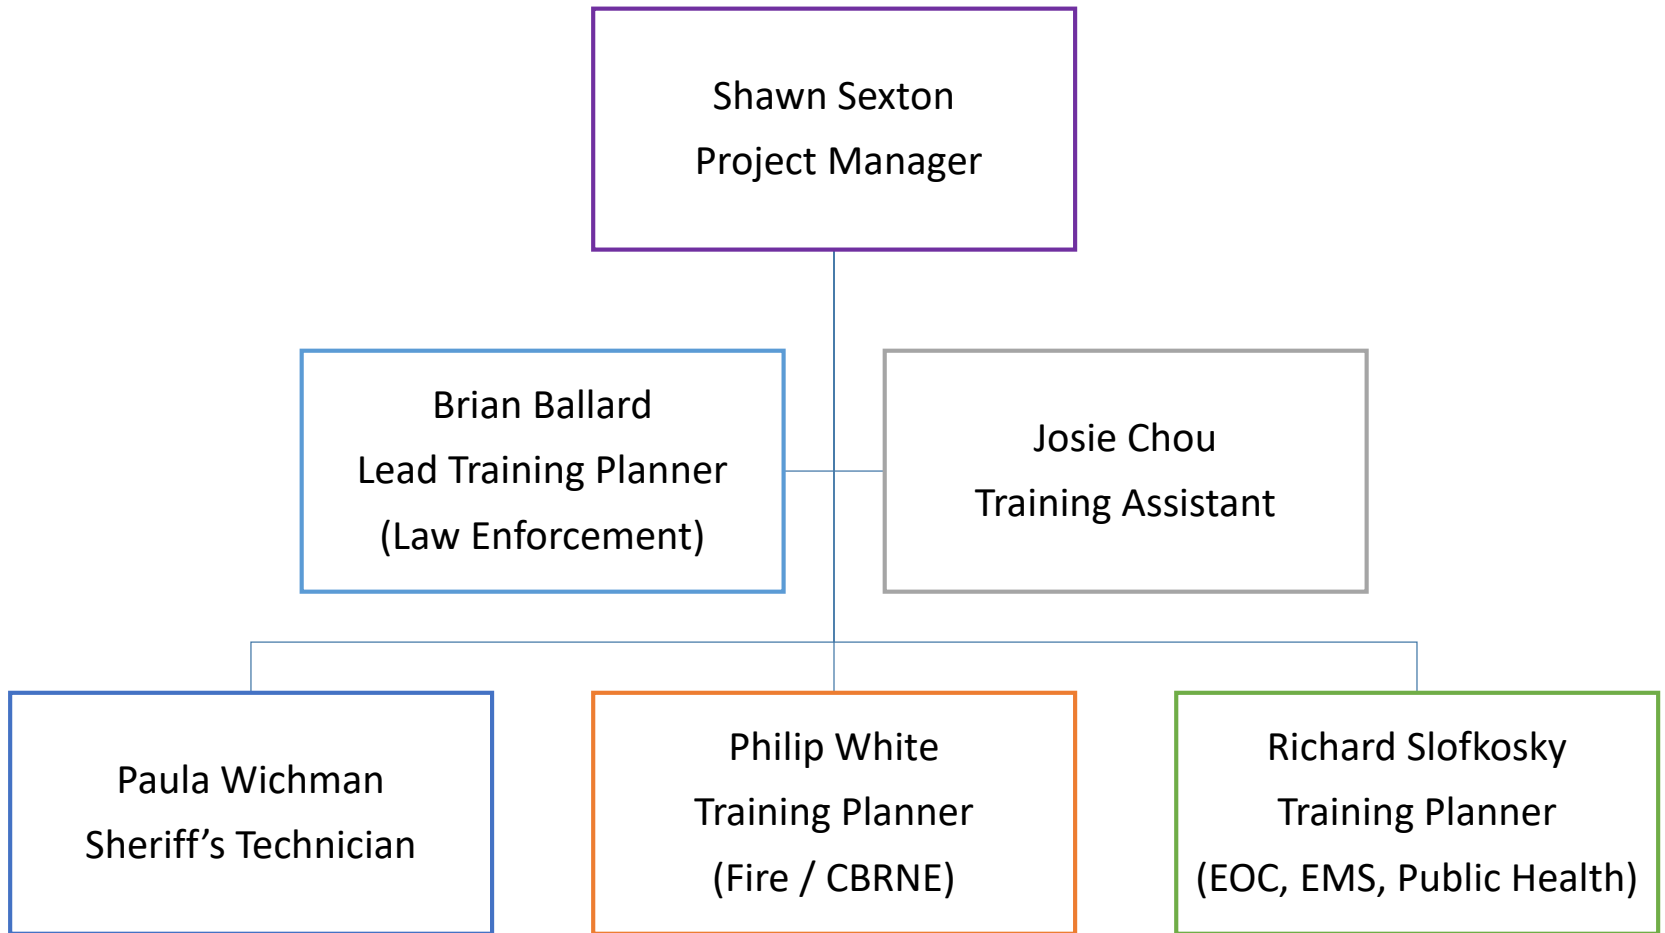 Shawn Sexton
Project Manager
Brian Ballard
Lead Training Planner
(Law Enforcement)
Josie Chou
Training Assistant
Paula Wichman
Sheriff’s Technician
Philip White
Training Planner
(Fire / CBRNE)
Richard Slofkosky
Training Planner
(EOC, EMS, Public Health)